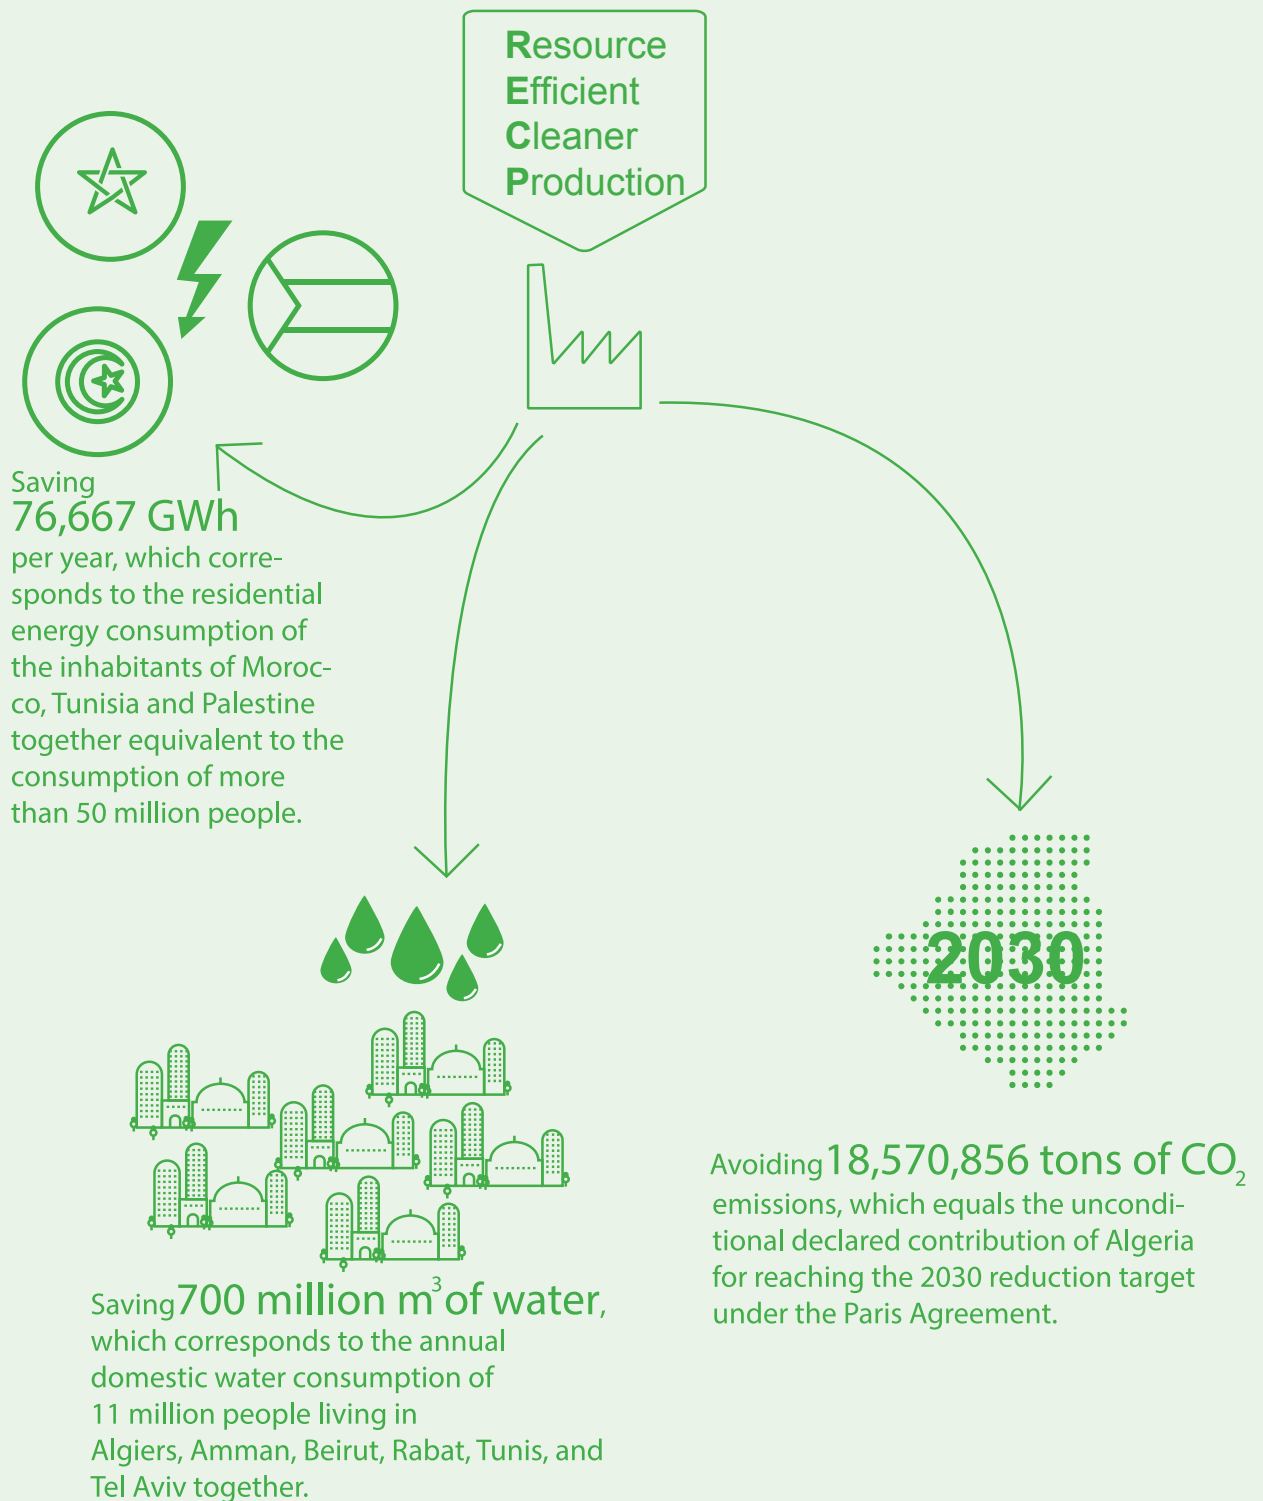 Resource
Efficient
Cleaner
Production
Saving
76,667 GWh
per year, which corre-
sponds to the residential
energy consumption of
the inhabitants of Moroc-
co, Tunisia and Palestine
together equivalent to the
consumption of more
than 50 million people.
2030
Saving 700 million m³ of water,
which corresponds to the annual
domestic water consumption of
11 million people living in
Algiers, Amman, Beirut, Rabat, Tunis, and
Tel Aviv together.
Avoiding 18,570,856 tons of CO₂
emissions, which equals the uncondi-
tional declared contribution of Algeria
for reaching the 2030 reduction target
under the Paris Agreement.